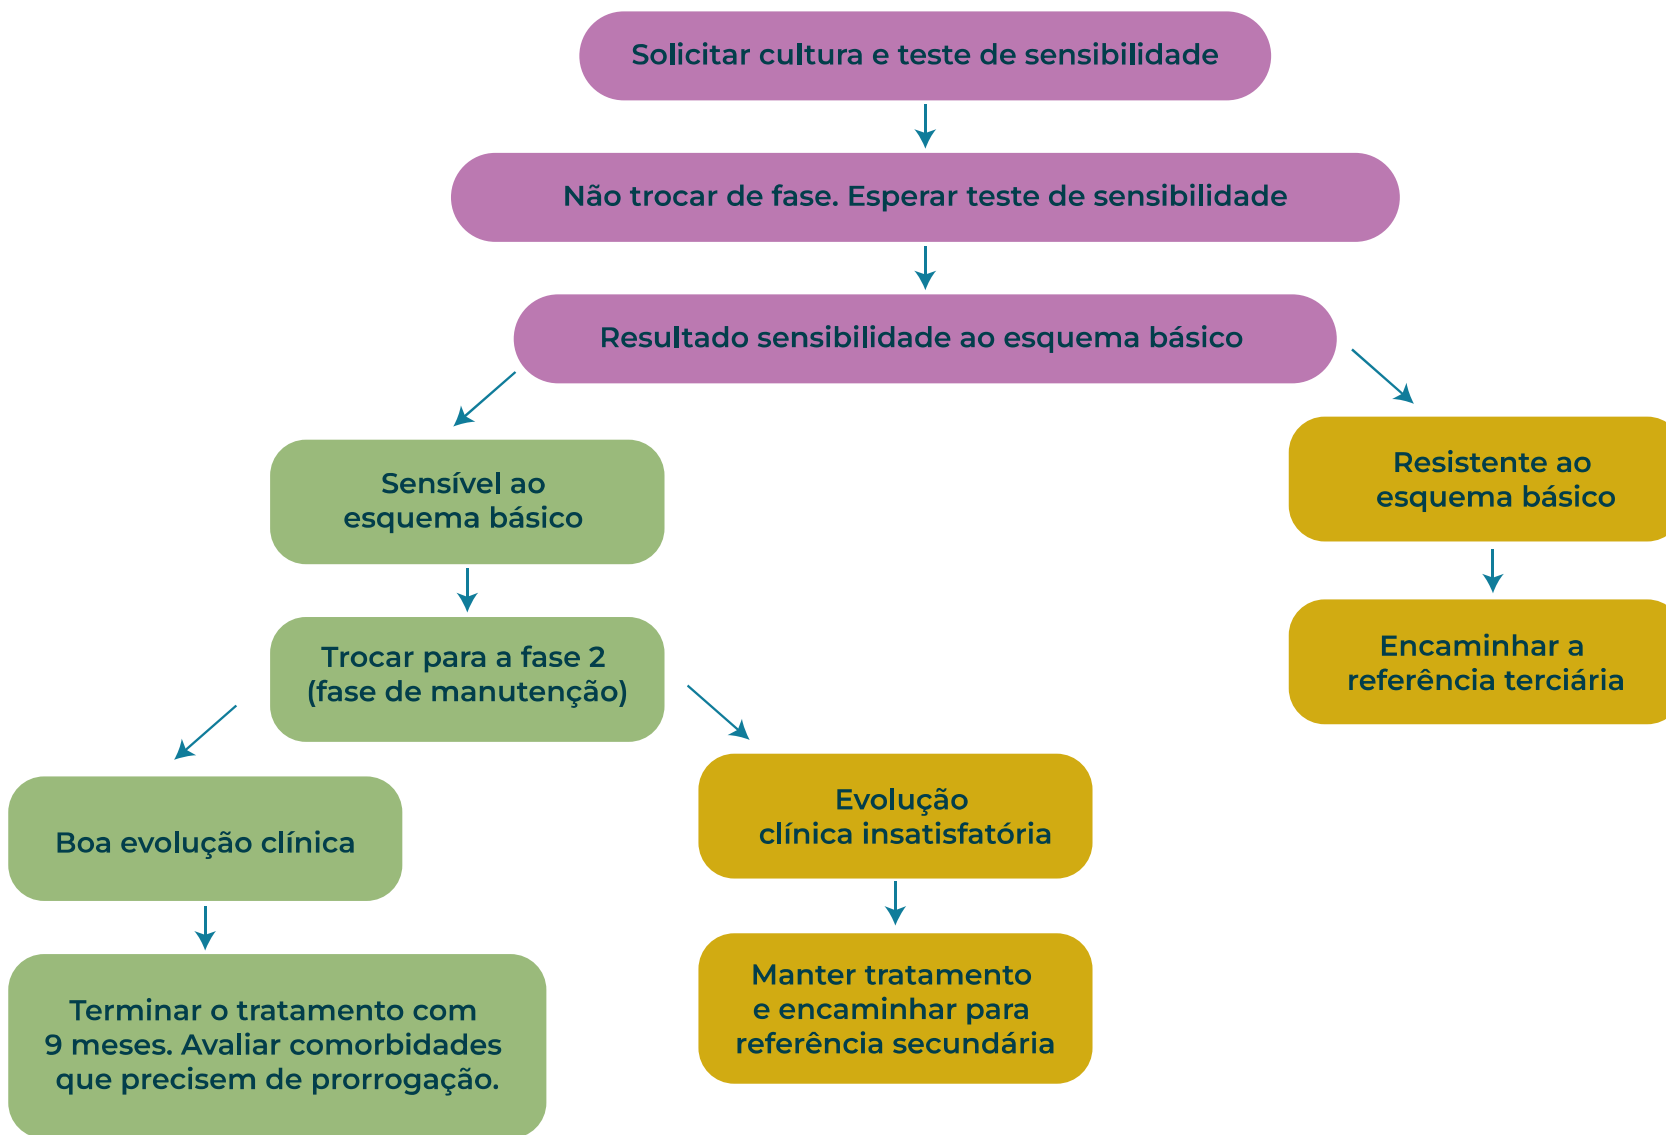 Solicitar cultura e teste de sensibilidade
Não trocar de fase. Esperar teste de sensibilidade
Resultado sensibilidade ao esquema básico
Sensível ao
esquema básico
Resistente ao
esquema básico
Trocar para a fase 2
(fase de manutenção)
Encaminhar a
referência terciária
Boa evolução clínica
Evolução
clínica insatisfatória
Terminar o tratamento com
9 meses. Avaliar comorbidades
que precisem de prorrogação.
Manter tratamento
e encaminhar para
referência secundária